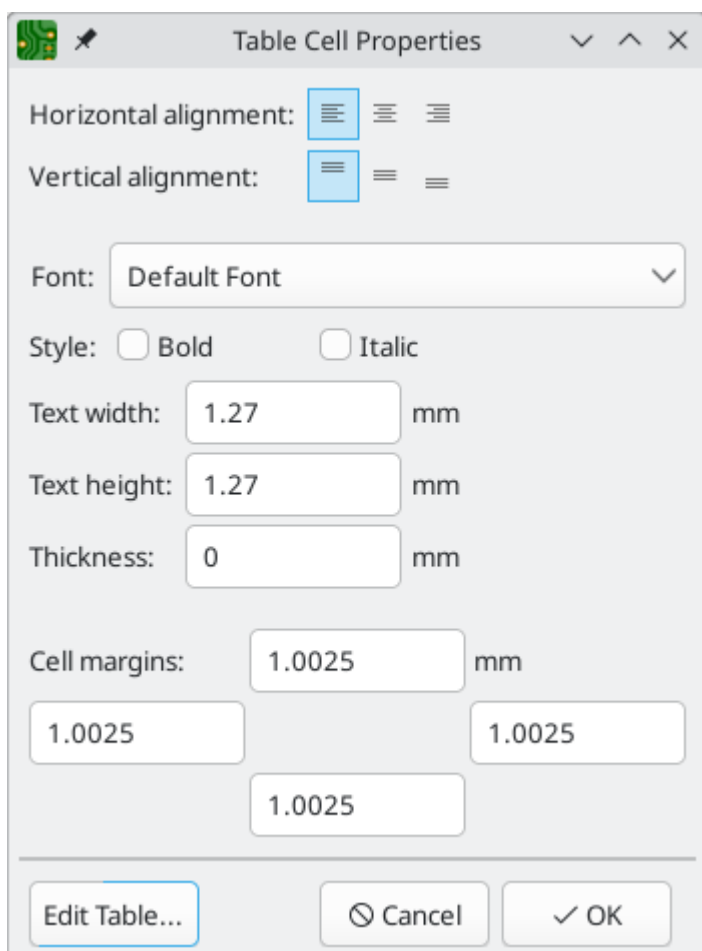 Table Cell Properties
Horizontal alignment:
Vertical alignment:
Font: Default Font
Style: Bold Italic
Text width: 1.27 mm
Text height: 1.27 mm
Thickness: 0 mm
Cell margins: 1.0025 mm
1.0025 1.0025
1.0025
Edit Table... Cancel OK